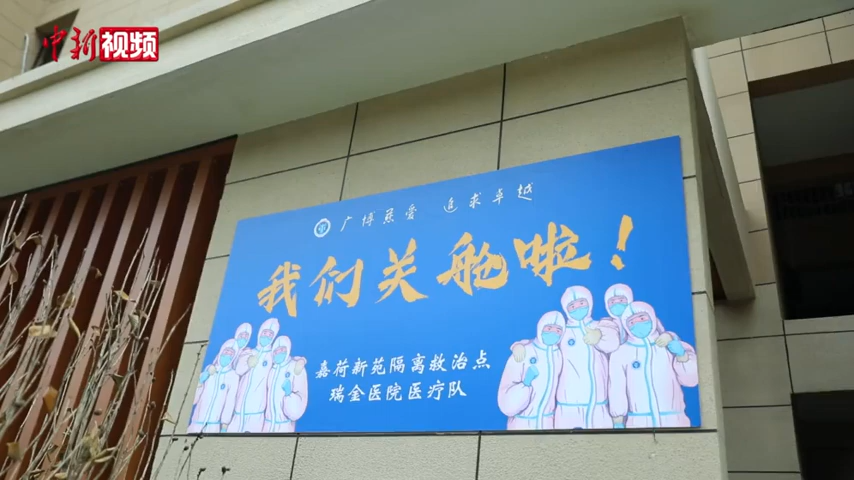 中新视频
广博慈爱 追求卓越
我们关舱啦！
嘉荷新苑隔离救治点
瑞金医院医疗队